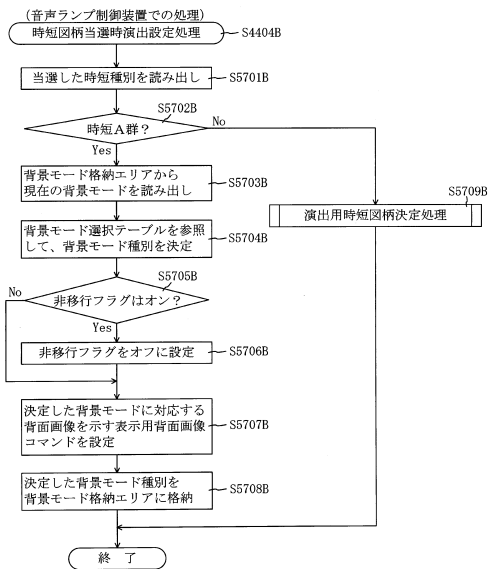 (音声ランプ制御装置での処理)
時短図柄当選時演出設定処理
S4404B
当選した時短種別を読み出し
S5701B
S5702B
時短A群?
No
Yes
背景モード格納エリアから
現在の背景モードを読み出し
S5703B
S5709B
演出用時短図柄決定処理
背景モード選択テーブルを参照
して、背景モード種別を決定
S5704B
S5705B
No
非移行フラグはオン?
Yes
非移行フラグをオフに設定
S5706B
決定した背景モードに対応する
背面画像を示す表示用背面画像
コマンドを設定
S5707B
決定した背景モード種別を
背景モード格納エリアに格納
S5708B
終了